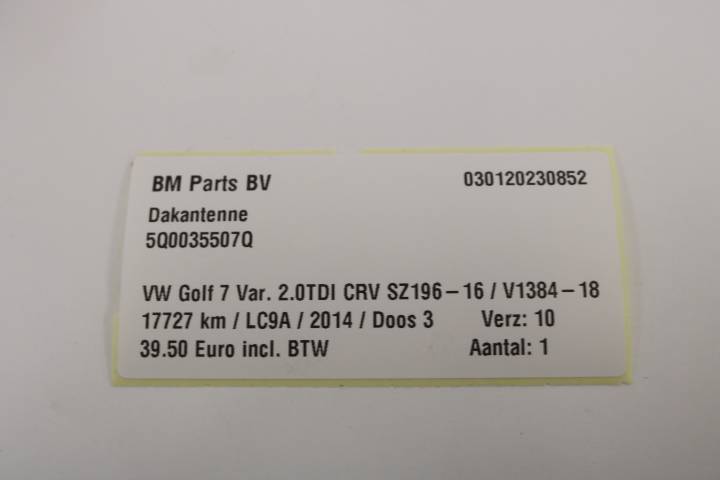 BM Parts BV 030120230852
Dakantenne
5Q0035507Q
VW Golf 7 Var. 2.0TDI CRV SZ196-16 / V1384-18
17727 km / LC9A / 2014 / Doos 3 Verz: 10
39.50 Euro incl. BTW Aantal: 1